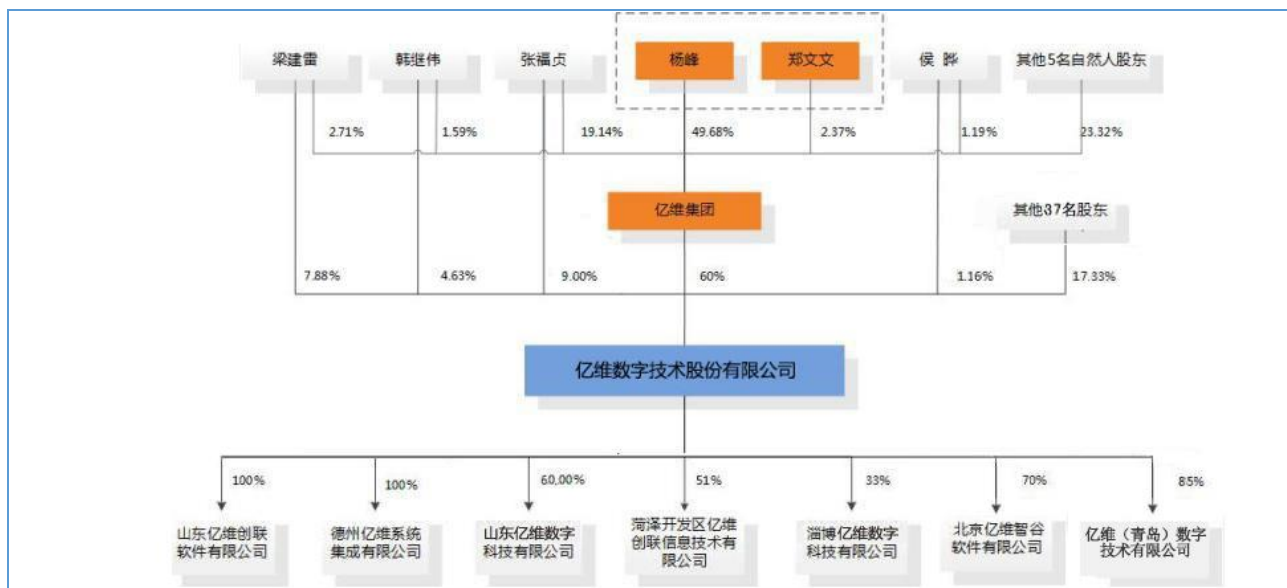 梁建雷
韩继伟
张福贞
杨峰
郑文文
侯 晔
其他5名自然人股东
2.71%
1.59%
19.14%
49.68%
2.37%
1.19%
23.32%
亿维集团
其他37名股东
7.88%
4.63%
9.00%
60%
1.16%
17.33%
亿维数字技术股份有限公司
100%
100%
60.00%
51%
33%
70%
85%
山东亿维创联
软件有限公司
德州亿维系统
集成有限公司
山东亿维数字
科技有限公司
菏泽开发区亿维
创联信息技术有
限公司
淄博亿维数字
科技有限公司
北京亿维智谷
软件有限公司
亿维（青岛）数字
技术有限公司